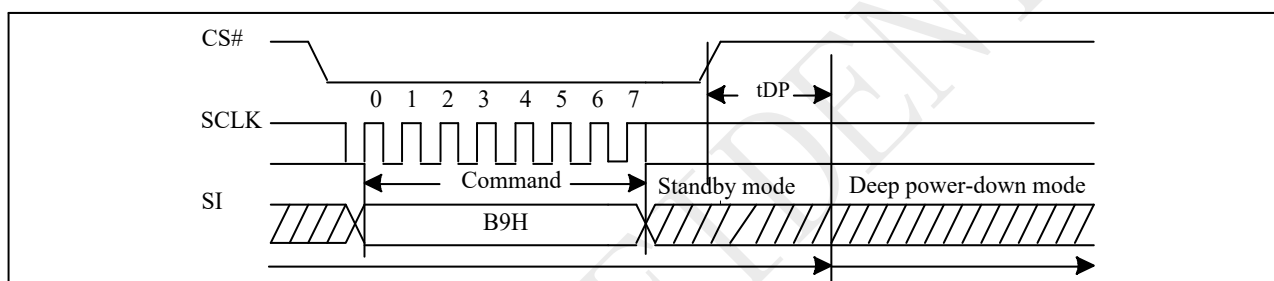 CS#
tDP
0 1 2 3 4 5 6 7
SCLK
Command
Standby mode
Deep power-down mode
SI
B9H